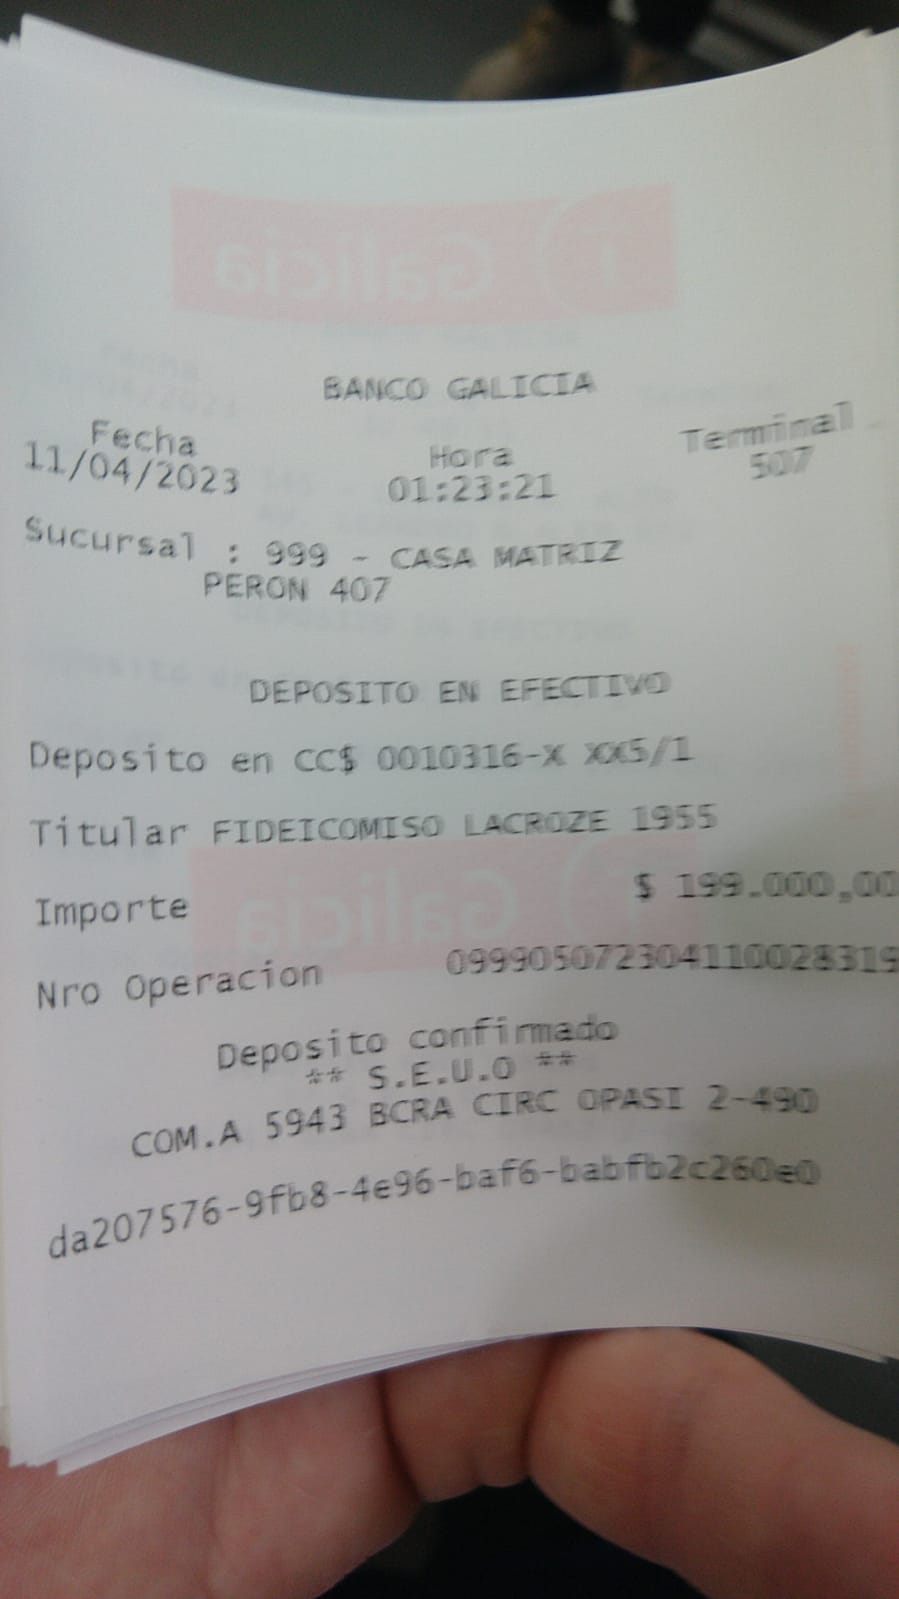 Galicia
BANCO GALICIA
Fecha Hora Terminal
11/04/2023 01:23:21 507
Sucursal : 999 - CASA MATRIZ
PERON 407
DEPOSITO EN EFECTIVO
Deposito en CC$ 0010316-X XX5/1
Titular FIDEICOMISO LACROZE 1955
Galicia
Importe $ 199.000,00
Nro Operacion 099905072304110028319
Deposito confirmado
** S.E.U.O **
COM.A 5943 BCRA CIRC OPASI 2-490
da207576-9fb8-4e96-baf6-babfb2c260e0